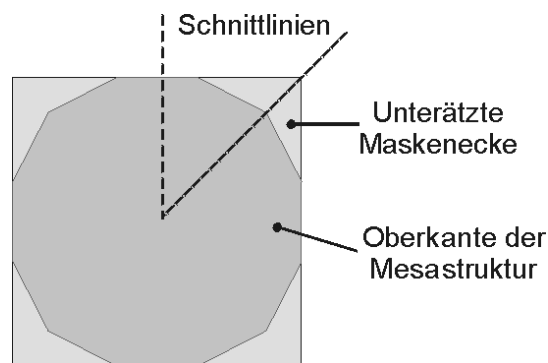 Schnittlinien
Unterätzte
Maskenecke
Oberkante der
Mesastruktur